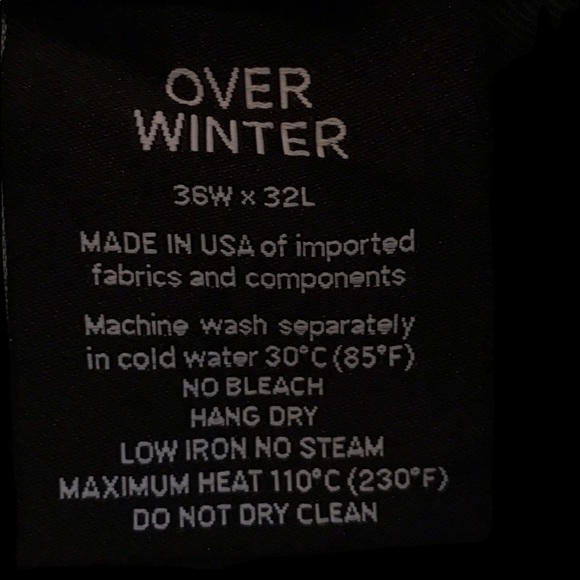 OVER
WINTER
36W x 32L
MADE IN USA of imported
fabrics and components
Machine wash separately
in cold water 30°C (85°F)
NO BLEACH
HANG DRY
LOW IRON NO STEAM
MAXIMUM HEAT 110°C (230°F)
DO NOT DRY CLEAN